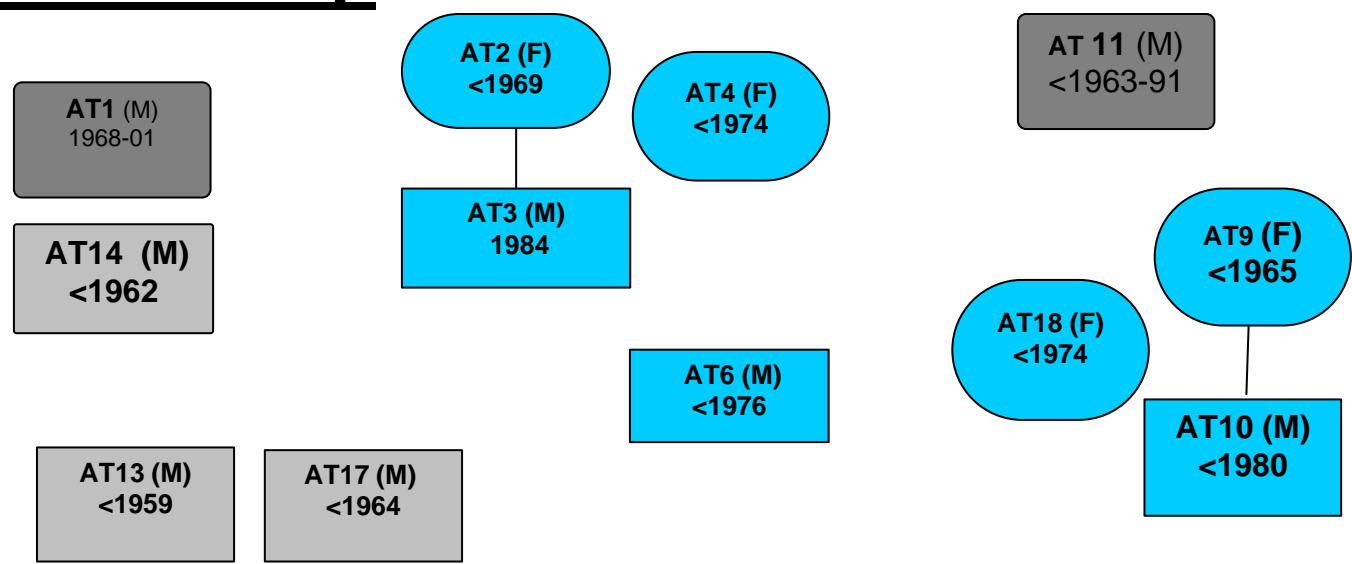 AT2 (F)
<1969
AT4 (F)
<1974
AT 11 (M)
<1963-91
AT1 (M)
1968-01
AT3 (M)
1984
AT14 (M)
<1962
AT9 (F)
<1965
AT18 (F)
<1974
AT6 (M)
<1976
AT10 (M)
<1980
AT13 (M)
<1959
AT17 (M)
<1964